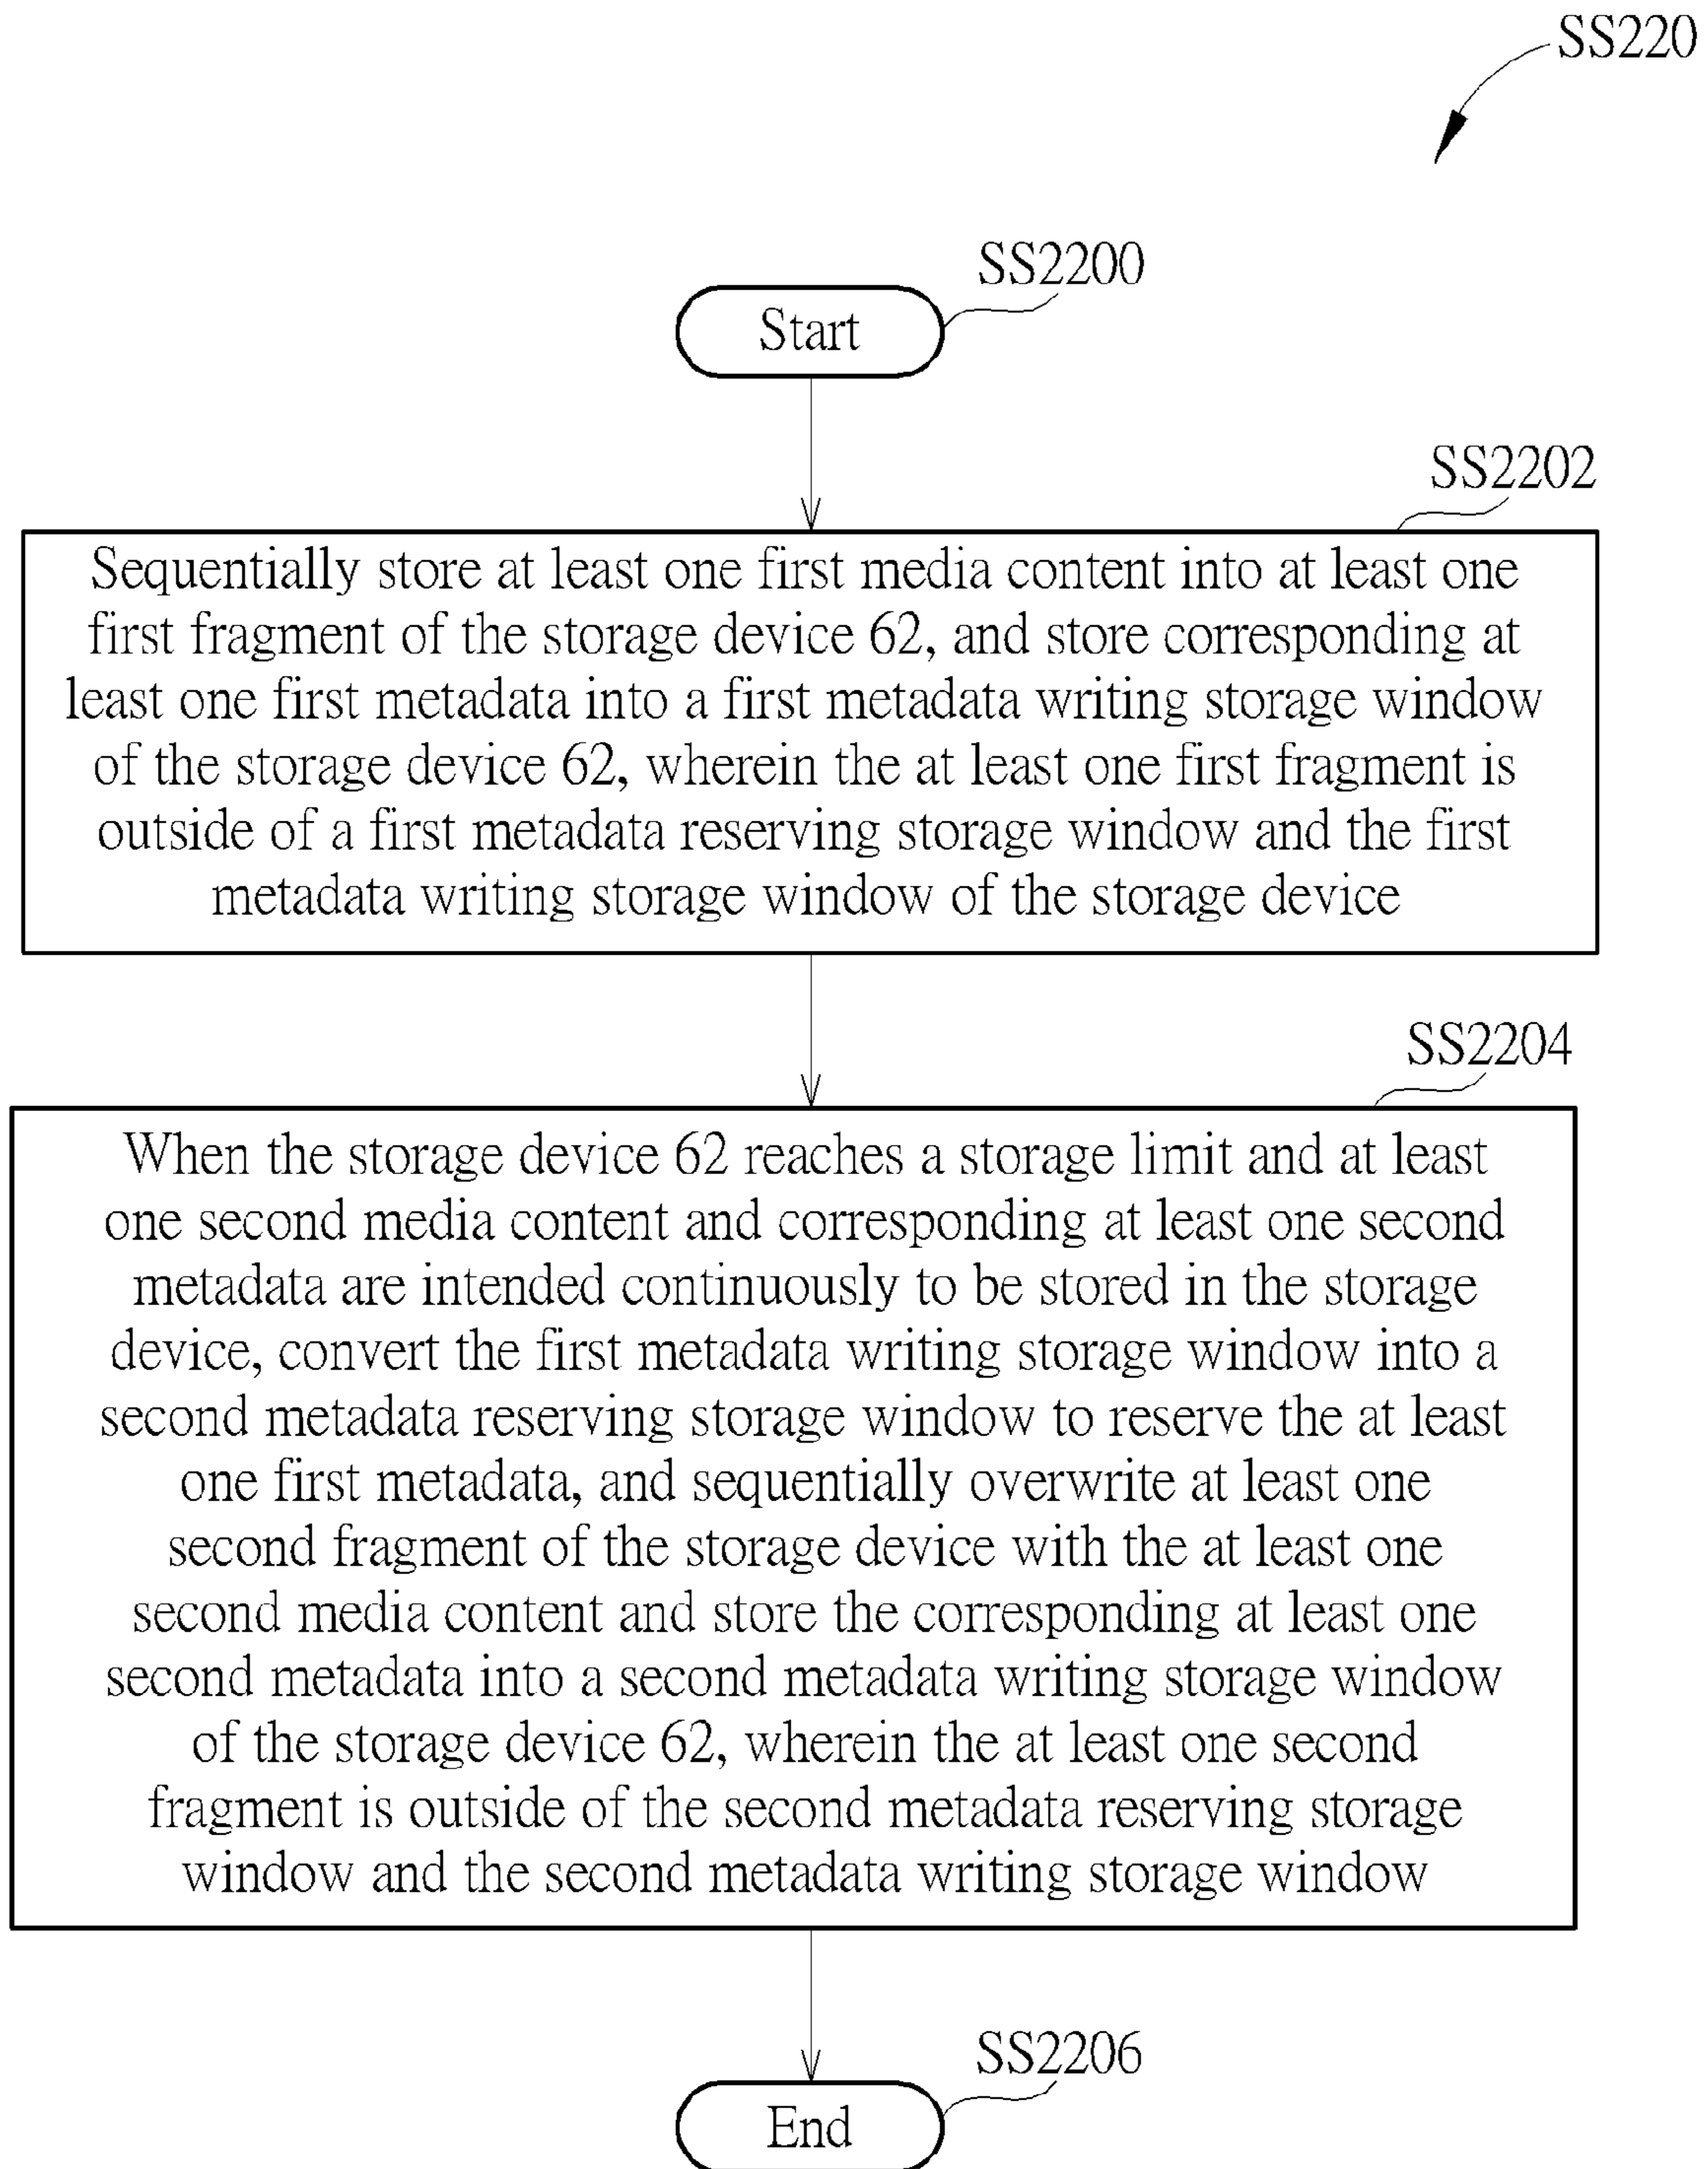 SS220
SS2200
Start
SS2202
Sequentially store at least one first media content into at least one
first fragment of the storage device 62, and store corresponding at
least one first metadata into a first metadata writing storage window
of the storage device 62, wherein the at least one first fragment is
outside of a first metadata reserving storage window and the first
metadata writing storage window of the storage device
SS2204
When the storage device 62 reaches a storage limit and at least
one second media content and corresponding at least one second
metadata are intended continuously to be stored in the storage
device, convert the first metadata writing storage window into a
second metadata reserving storage window to reserve the at least
one first metadata, and sequentially overwrite at least one
second fragment of the storage device with the at least one
second media content and store the corresponding at least one
second metadata into a second metadata writing storage window
of the storage device 62, wherein the at least one second
fragment is outside of the second metadata reserving storage
window and the second metadata writing storage window
SS2206
End